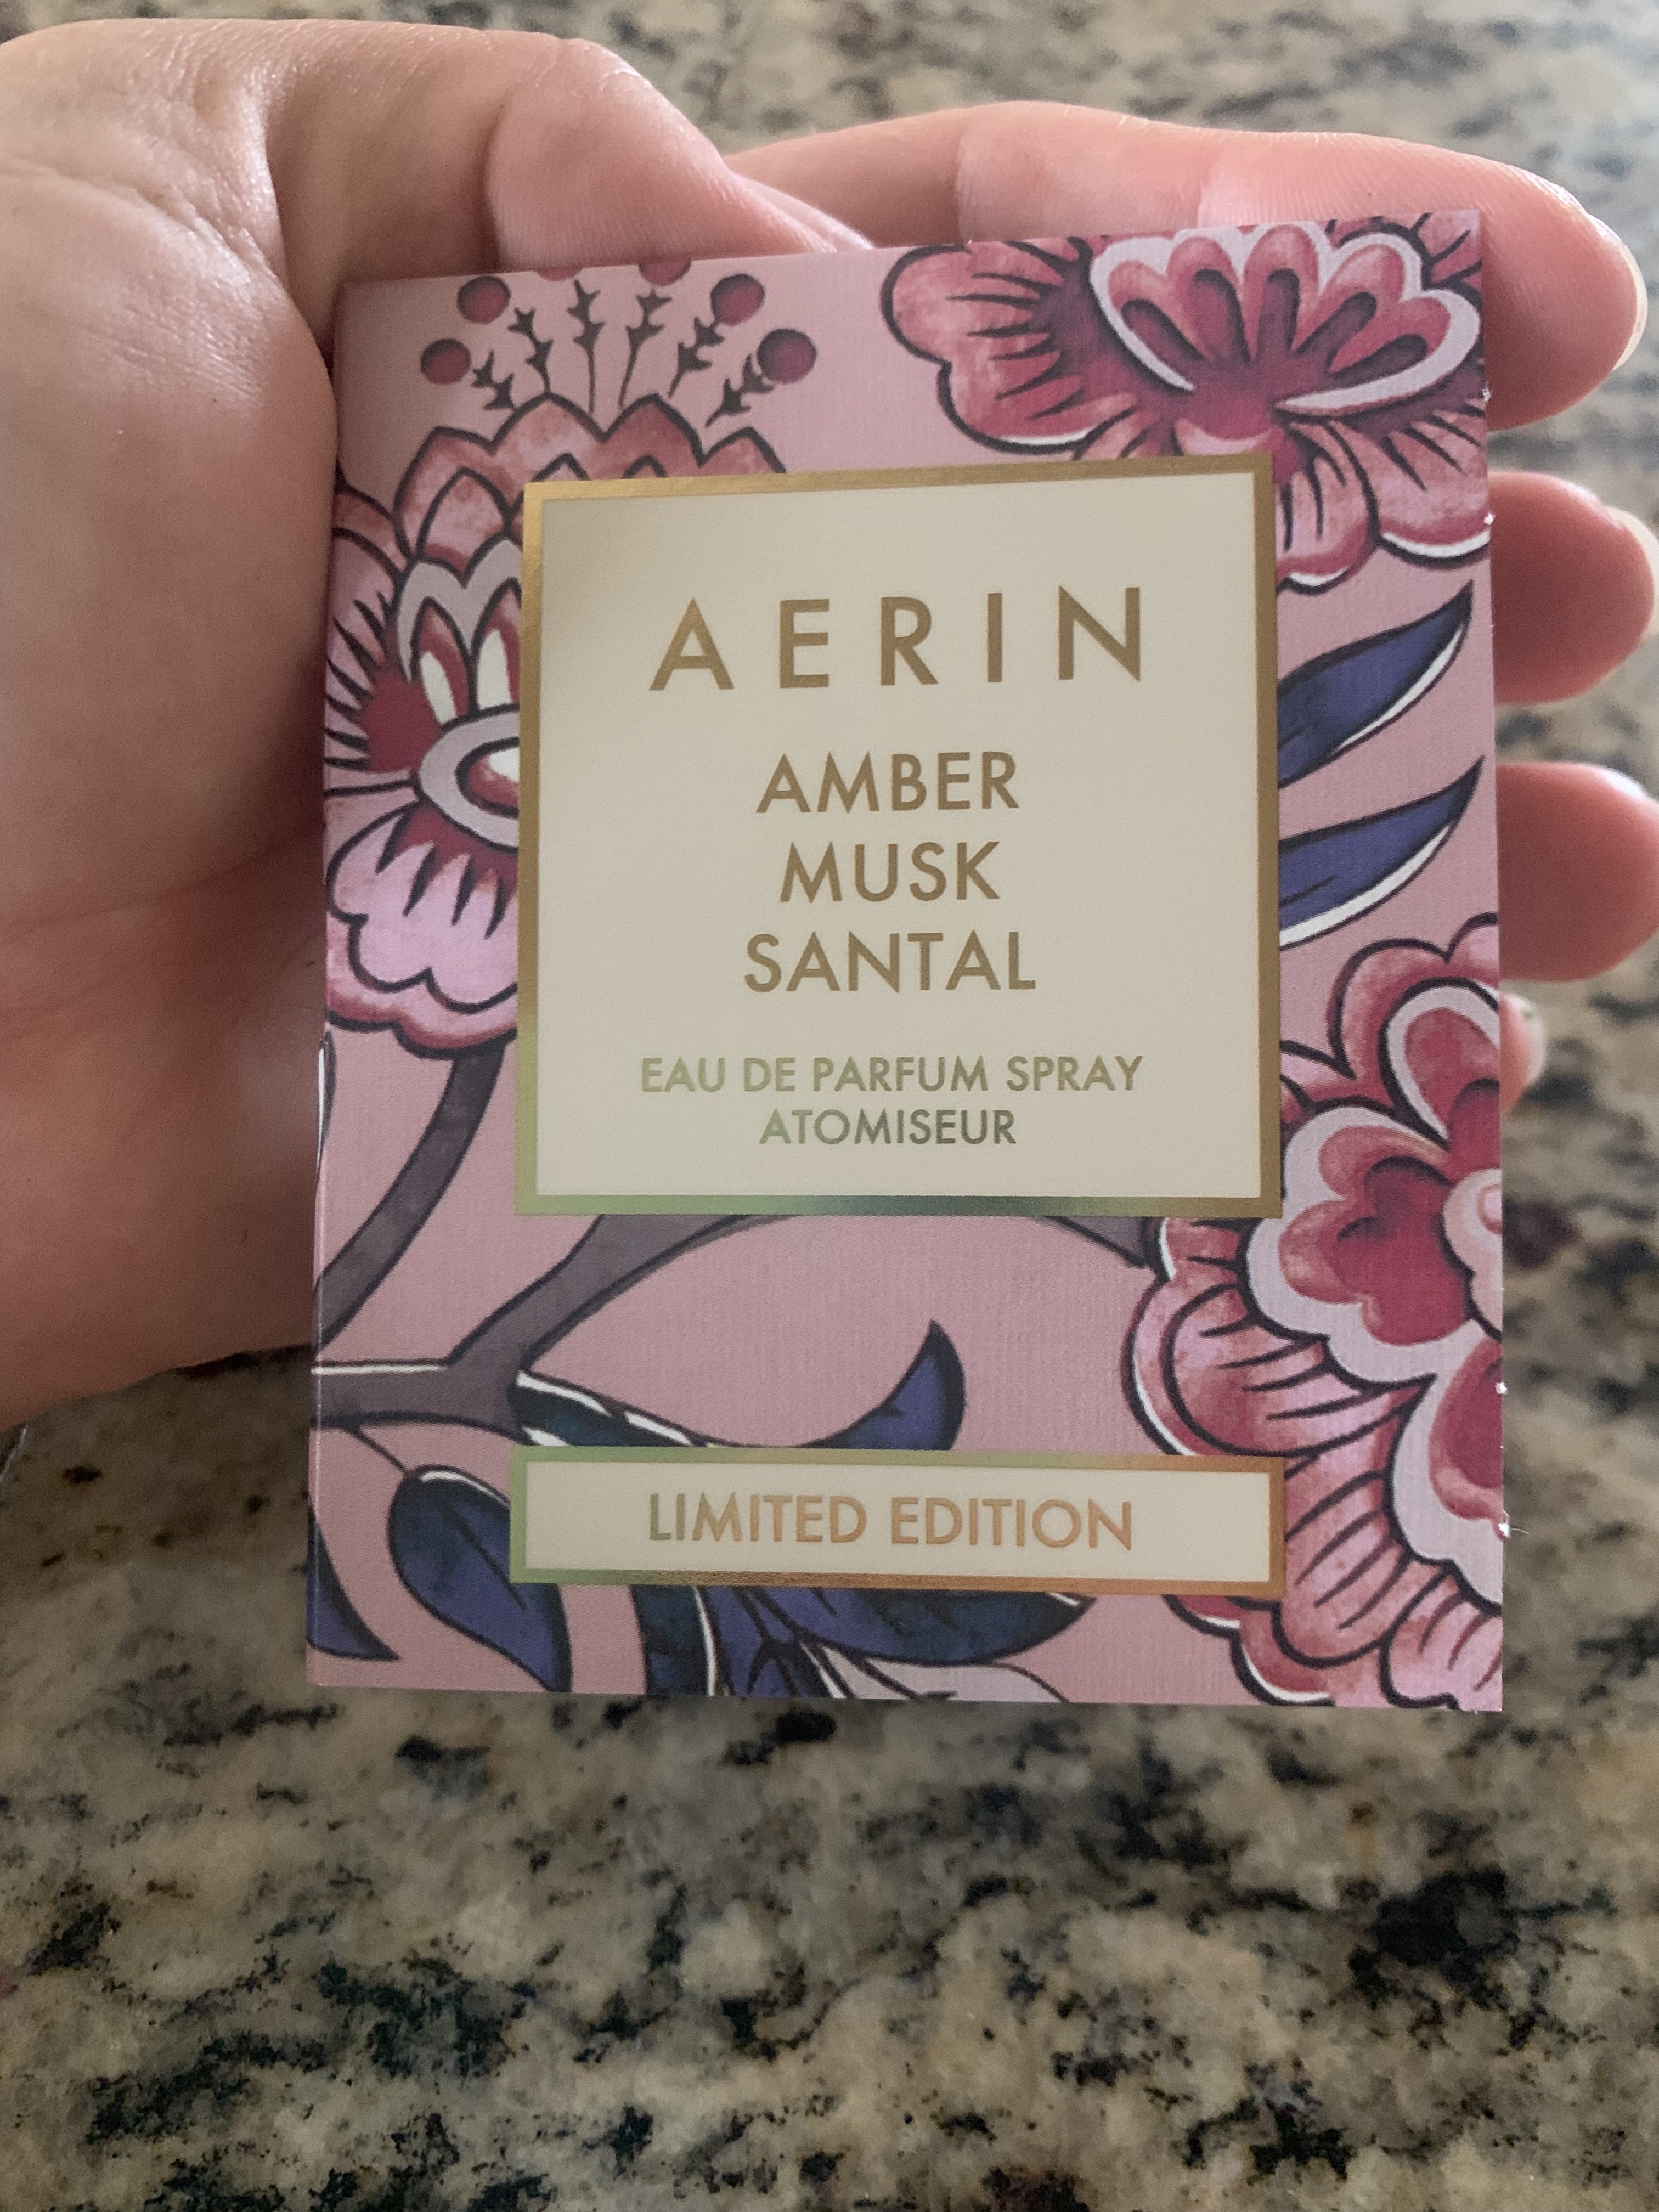 AERIN
AMBER
MUSK
SANTAL
EAU DE PARFUM SPRAY
ATOMISEUR
LIMITED EDITION